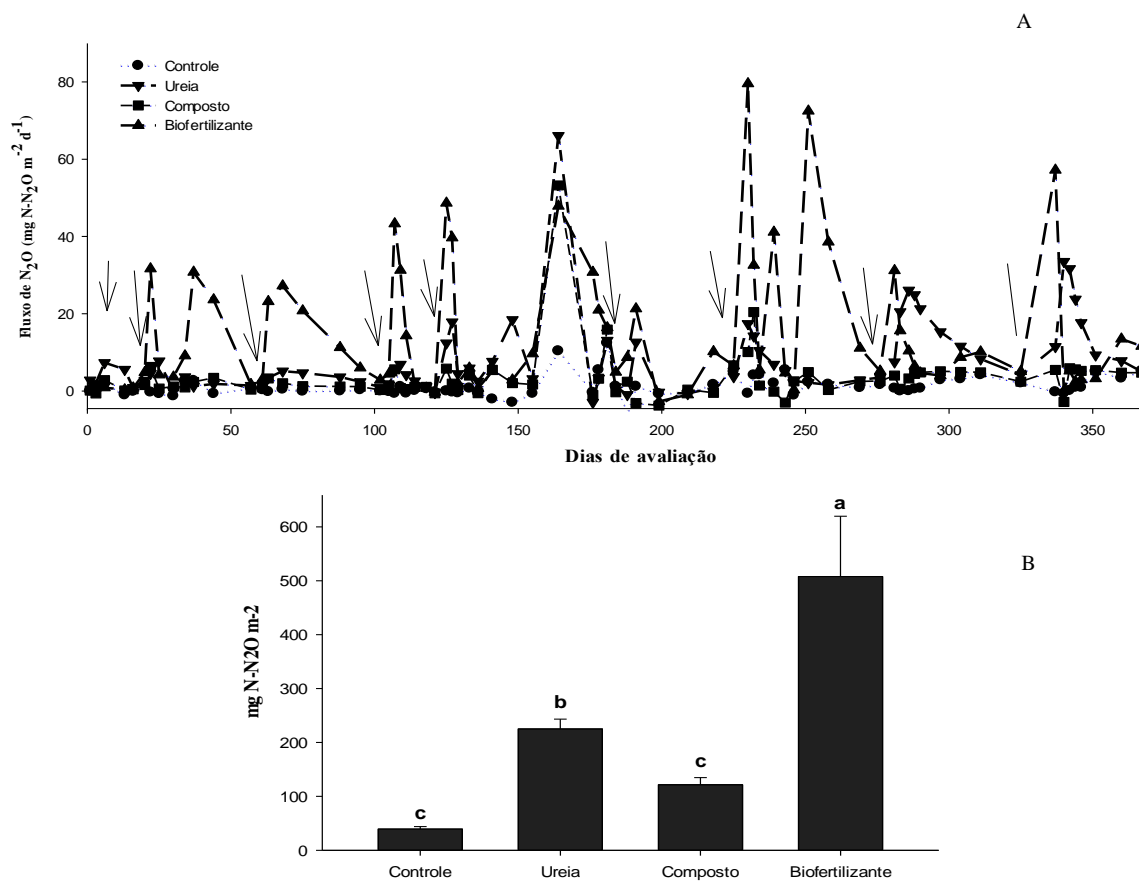 A
Controle
Ureia
Composto
Biofertilizante
Fluxo de N2O (mg N-N2O m-2 d-1)
80
60
40
20
0
0 50 100 150 200 250 300 350
Dias de avaliação
B
mg N-N2O m-2
600
500
400
300
200
100
0
c
b
c
a
Controle Ureia Composto Biofertilizante